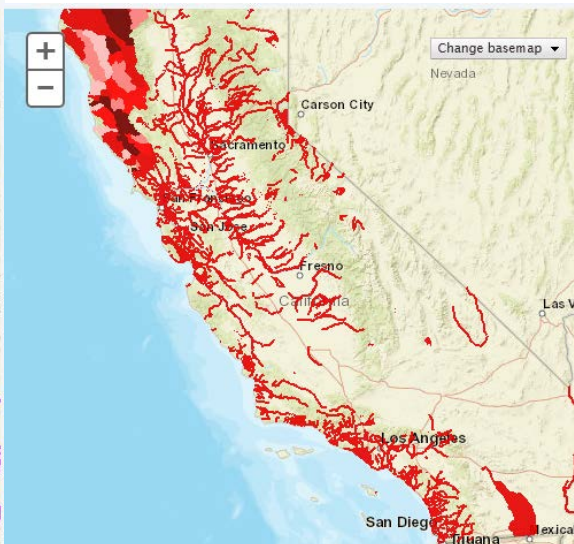 +
Change basemap
−
Nevada
Carson City
Sacramento
San Francisco
San Jose
Fresno
California
Las V
Los Angeles
San Diego
Mexica
Tijuana